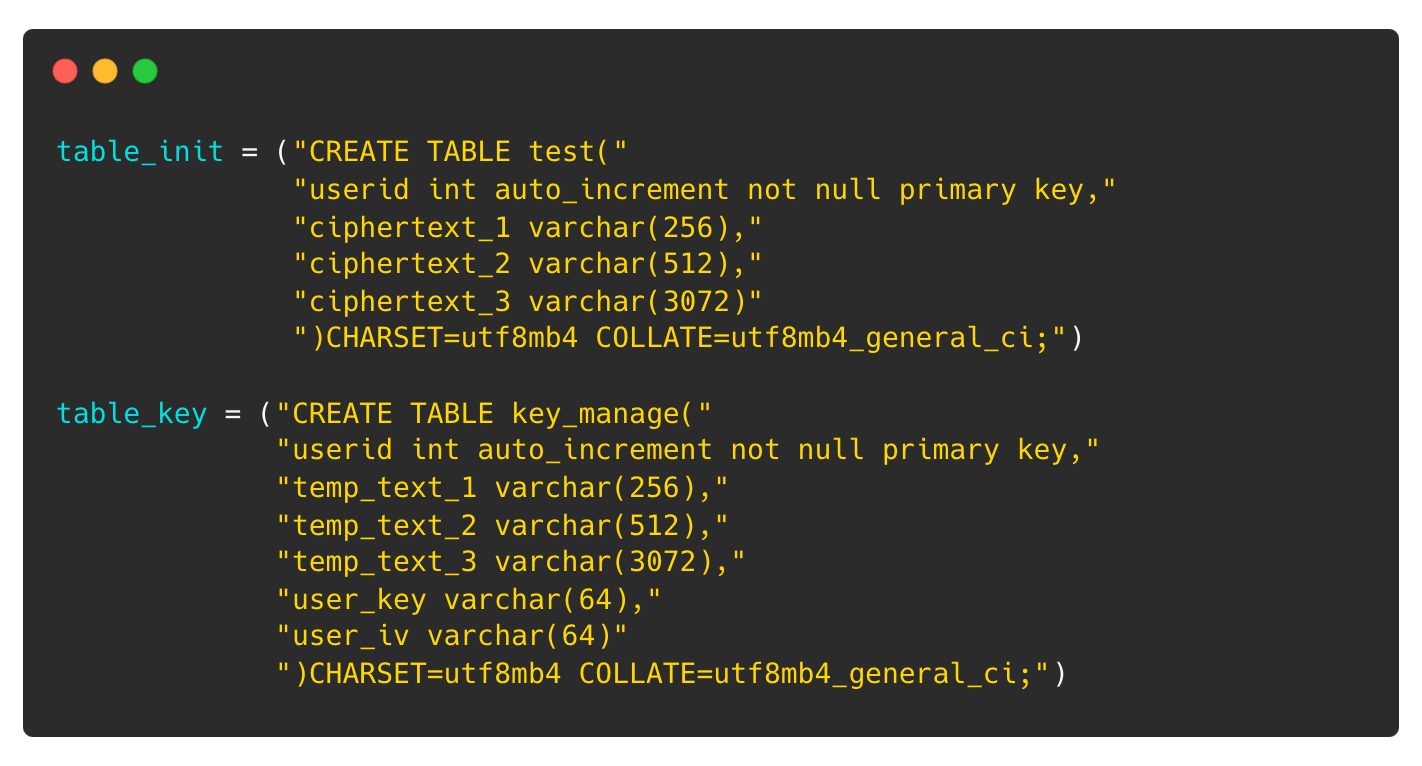 table_init = ("CREATE TABLE test("
"userid int auto_increment not null primary key,"
"ciphertext_1 varchar(256),"
"ciphertext_2 varchar(512),"
"ciphertext_3 varchar(3072)"
")CHARSET=utf8mb4 COLLATE=utf8mb4_general_ci;")
table_key = ("CREATE TABLE key_manage("
"userid int auto_increment not null primary key,"
"temp_text_1 varchar(256),"
"temp_text_2 varchar(512),"
"temp_text_3 varchar(3072),"
"user_key varchar(64),"
"user_iv varchar(64)"
")CHARSET=utf8mb4 COLLATE=utf8mb4_general_ci;")